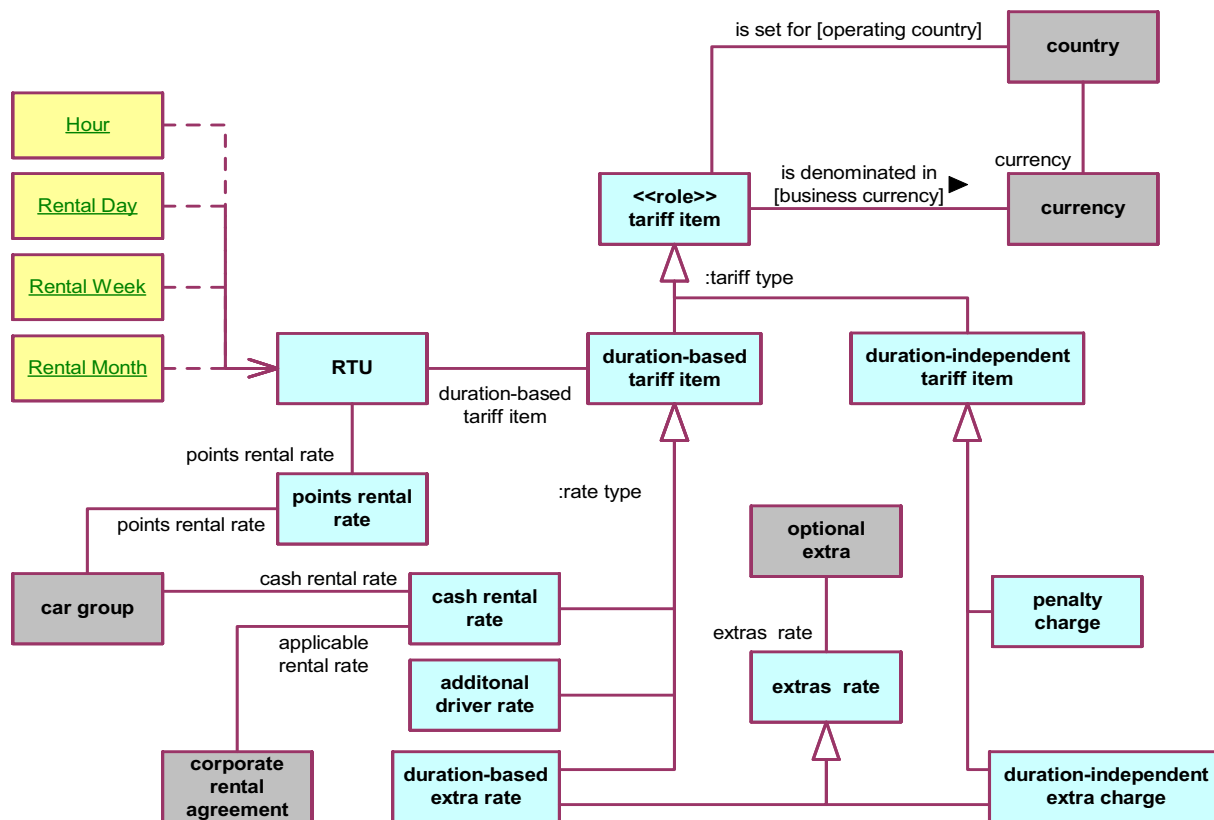 is set for [operating country]
country
Hour
currency
is denominated in
[business currency]
<<role>>
tariff item
currency
Rental Day
Rental Week
:tariff type
Rental Month
RTU
duration-based
tariff item
duration-based
tariff item
duration-independent
tariff item
points rental rate
points rental
rate
:rate type
points rental rate
optional
extra
car group
cash rental rate
cash rental
rate
penalty
charge
applicable
rental rate
extras  rate
extras  rate
additonal
driver rate
corporate
rental
agreement
duration-based
extra rate
duration-independent
extra charge